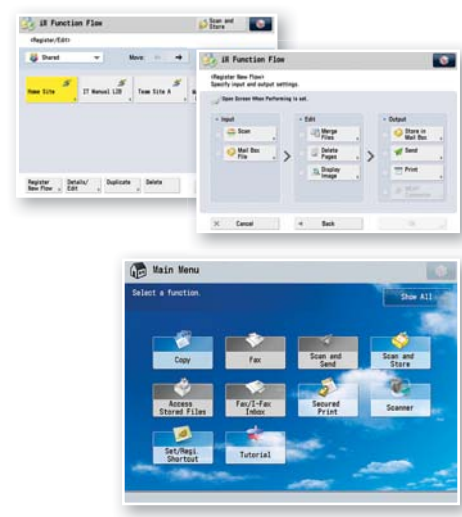 iR Function Flow
Scan and
Store
<Register/Edit>
Shared
Move:
Home Site
IT Manual LIB
Team Site A
Register
New Flow
Details/
Edit
Duplicate
Delete
iR Function Flow
<Register New Flow>
Specify input and output settings.
Open Screen When Performing is set.
Input
Edit
Output
Scan
Mail Box
File
Merge
Files
Delete
Pages
Display
Image
Store in
Mail Box
Send
Print
Cancel
Back
Main Menu
Select a function.
Show All
Copy
Fax
Scan and
Send
Scan and
Store
Access
Stored Files
Fax/I-Fax
Inbox
Secured
Print
Scanner
Set/Regi.
Shortcut
Tutorial